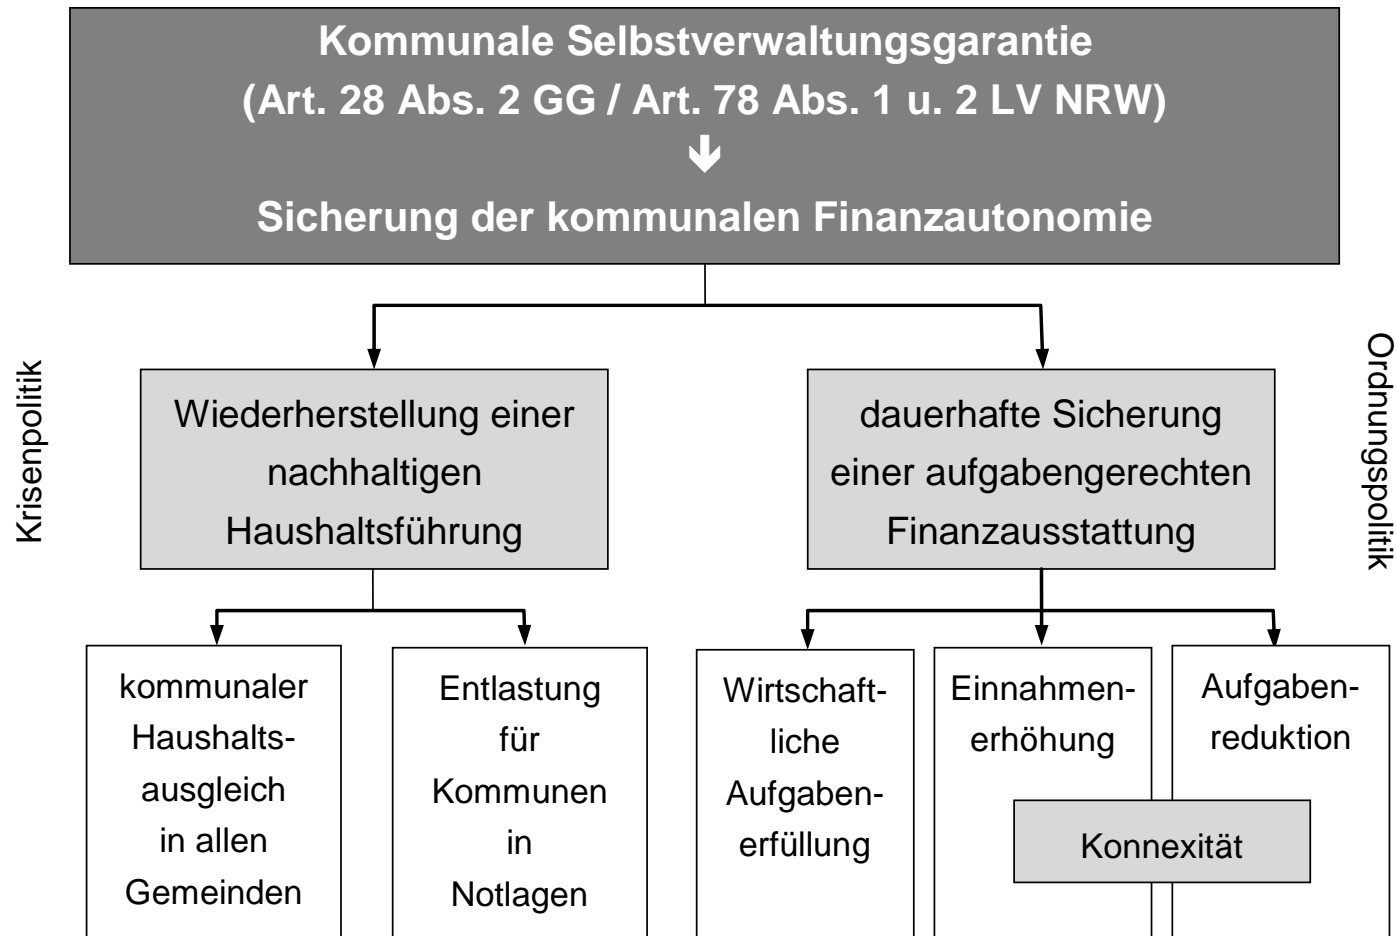 Kommunale Selbstverwaltungsgarantie
(Art. 28 Abs. 2 GG / Art. 78 Abs. 1 u. 2 LV NRW)
Sicherung der kommunalen Finanzautonomie
Krisenpolitik
Wiederherstellung einer
nachhaltigen
Haushaltsführung
dauerhafte Sicherung
einer aufgabengerechten
Finanzausstattung
Ordnungspolitik
kommunaler
Haushalts-
ausgleich
in allen
Gemeinden
Entlastung
für
Kommunen
in
Notlagen
Wirtschaft-
liche
Aufgaben-
erfüllung
Einnahmen-
erhöhung
Aufgaben-
reduktion
Konnexität